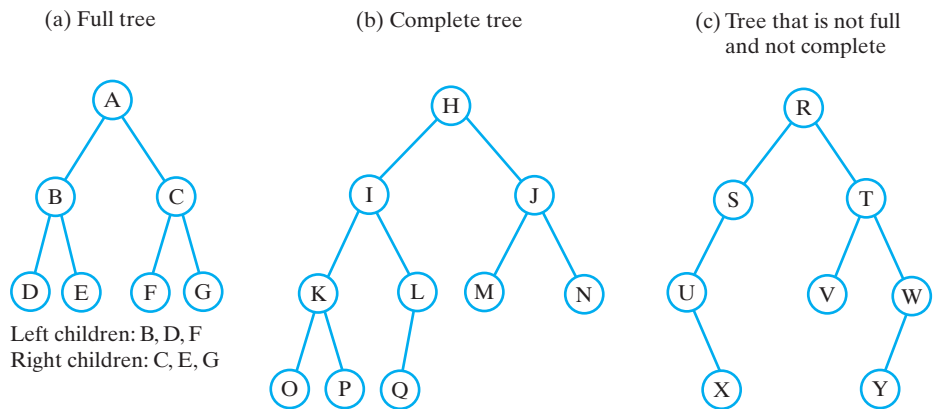 (a) Full tree
A
B C
D E F G
Left children: B, D, F
Right children: C, E, G
(b) Complete tree
H
I J
K L M N
O P Q
(c) Tree that is not full
and not complete
R
S T
U V W
X Y